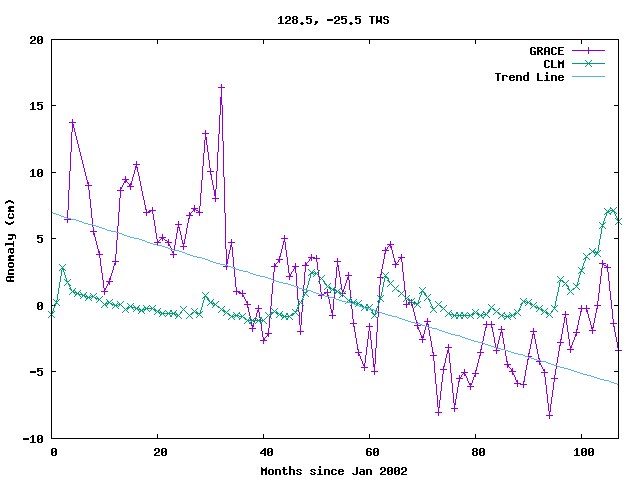 128.5, -25.5 TWS
GRACE
CLM
Trend Line
20
15
10
5
0
-5
-10
Anomaly (cm)
0 20 40 60 80 100
Months since Jan 2002